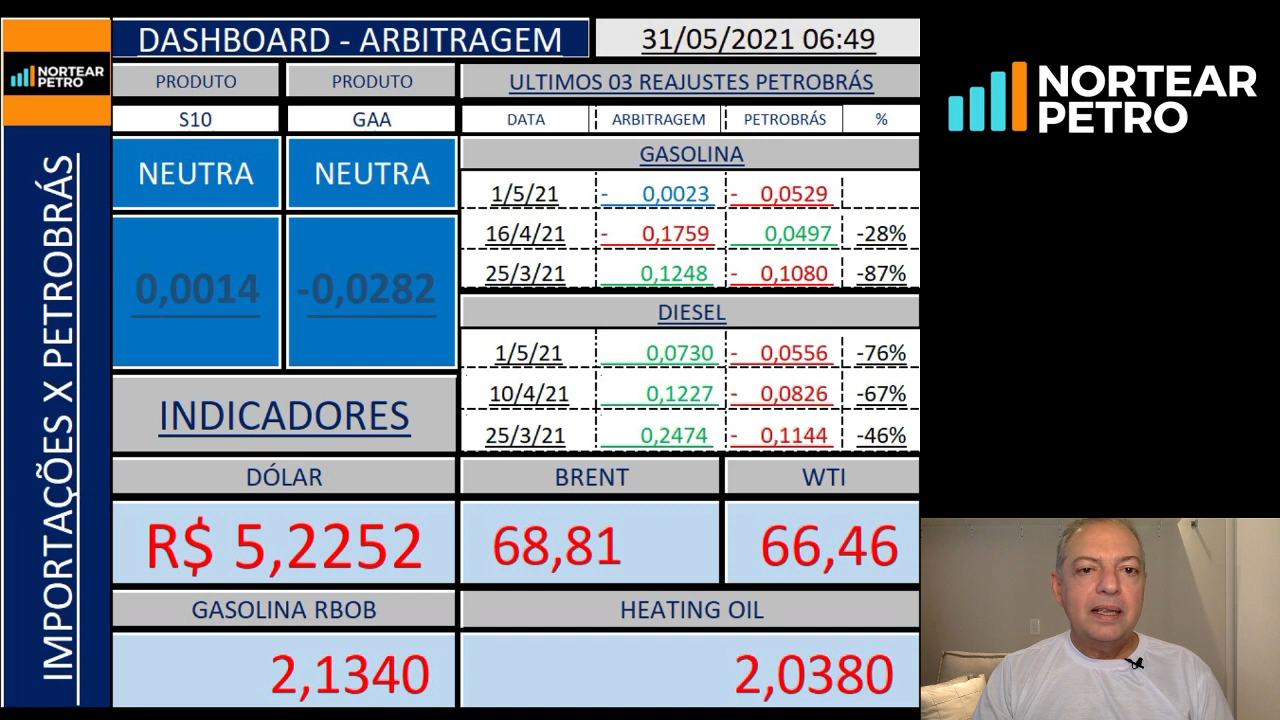 DASHBOARD - ARBITRAGEM
31/05/2021 06:49
NORTEAR
PETRO
PRODUTO
PRODUTO
ULTIMOS 03 REAJUSTES PETROBRÁS
S10
GAA
DATA ARBITRAGEM PETROBRÁS %
NEUTRA
NEUTRA
GASOLINA
1/5/21 - 0,0023 - 0,0529
16/4/21 - 0,1759 0,0497 -28%
25/3/21 0,1248 - 0,1080 -87%
0,0014
-0,0282
DIESEL
1/5/21 0,0730 - 0,0556 -76%
10/4/21 0,1227 - 0,0826 -67%
25/3/21 0,2474 - 0,1144 -46%
IMPORTAÇÕES X PETROBRÁS
INDICADORES
DÓLAR
BRENT
WTI
R$ 5,2252
68,81
66,46
GASOLINA RBOB
HEATING OIL
2,1340
2,0380
NORTEAR
PETRO